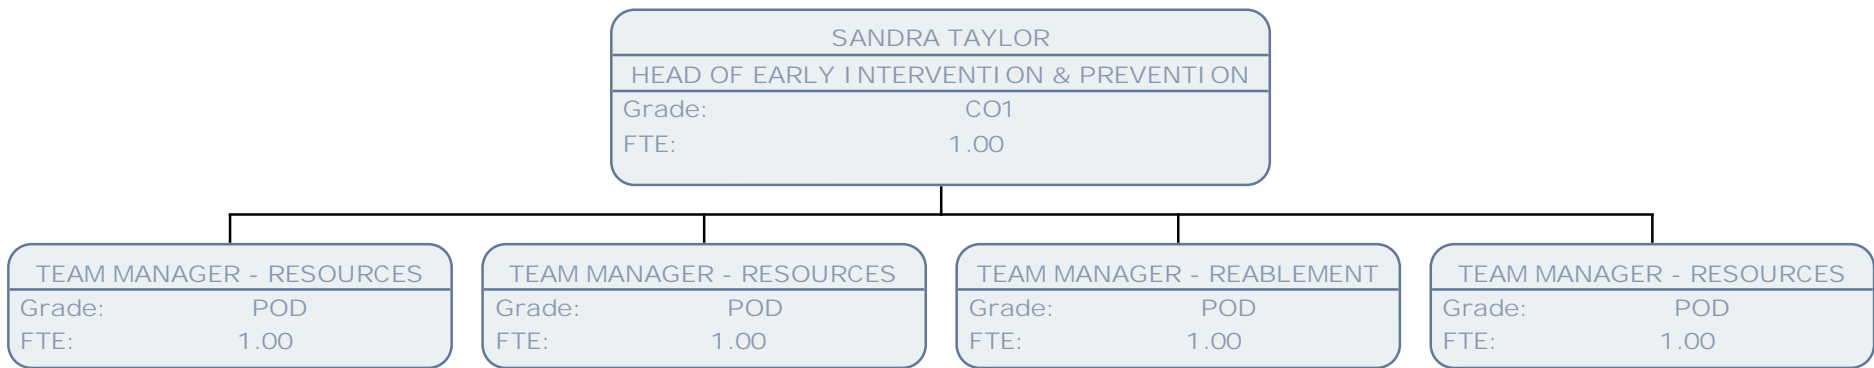 SANDRA TAYLOR
HEAD OF EARLY INTERVENTION & PREVENTION
Grade: CO1
FTE: 1.00
TEAM MANAGER - RESOURCES
Grade: POD
FTE: 1.00
TEAM MANAGER - RESOURCES
Grade: POD
FTE: 1.00
TEAM MANAGER - REABLEMENT
Grade: POD
FTE: 1.00
TEAM MANAGER - RESOURCES
Grade: POD
FTE: 1.00